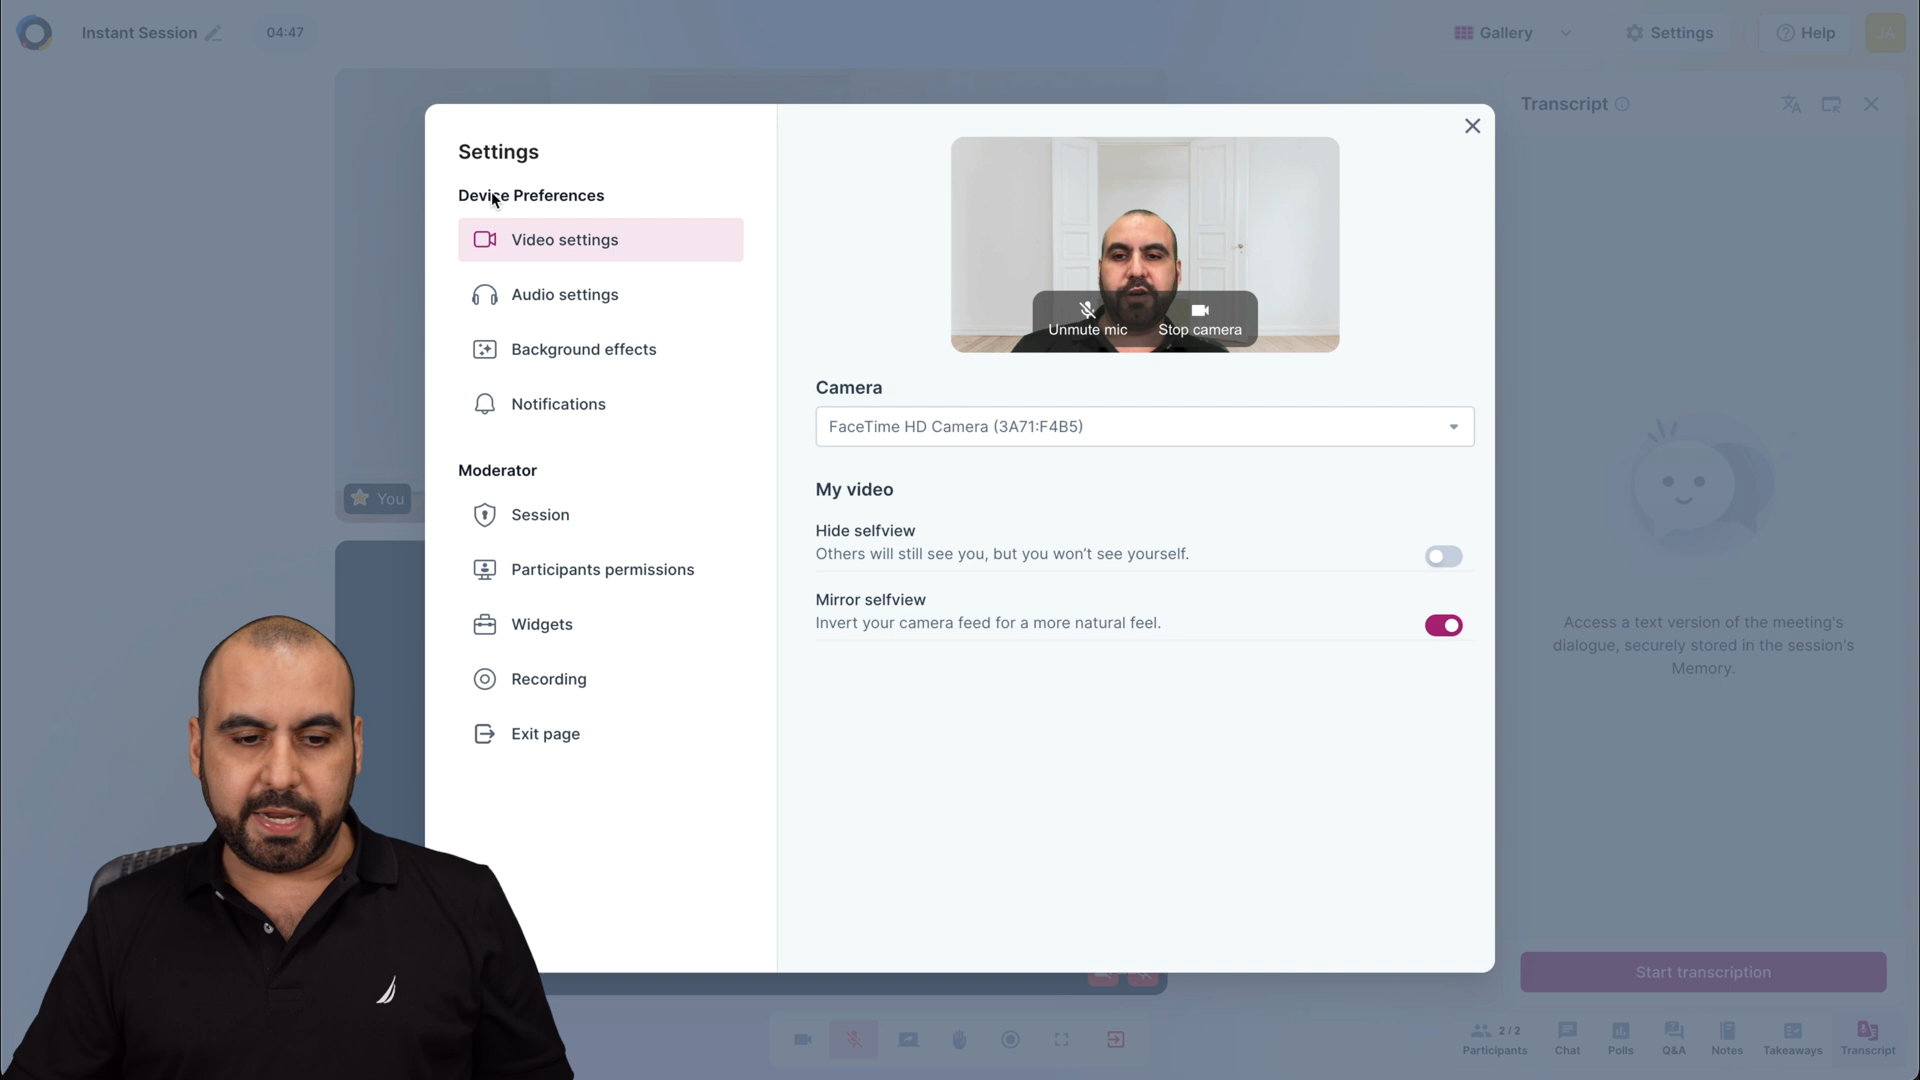 Instant Session
04:47
Gallery
Settings
Help
JA
Transcript
Settings
Device Preferences
Video settings
Audio settings
Background effects
Notifications
Moderator
Session
Participants permissions
Widgets
Recording
Exit page
Unmute mic
Stop camera
Camera
FaceTime HD Camera (3A71:F4B5)
My video
Hide selfview
Others will still see you, but you won’t see yourself.
Mirror selfview
Invert your camera feed for a more natural feel.
You
Access a text version of the meeting's
dialogue, securely stored in the session's
Memory.
Start transcription
2 / 2
Participants
Chat
Polls
Q&A
Notes
Takeaways
Transcript